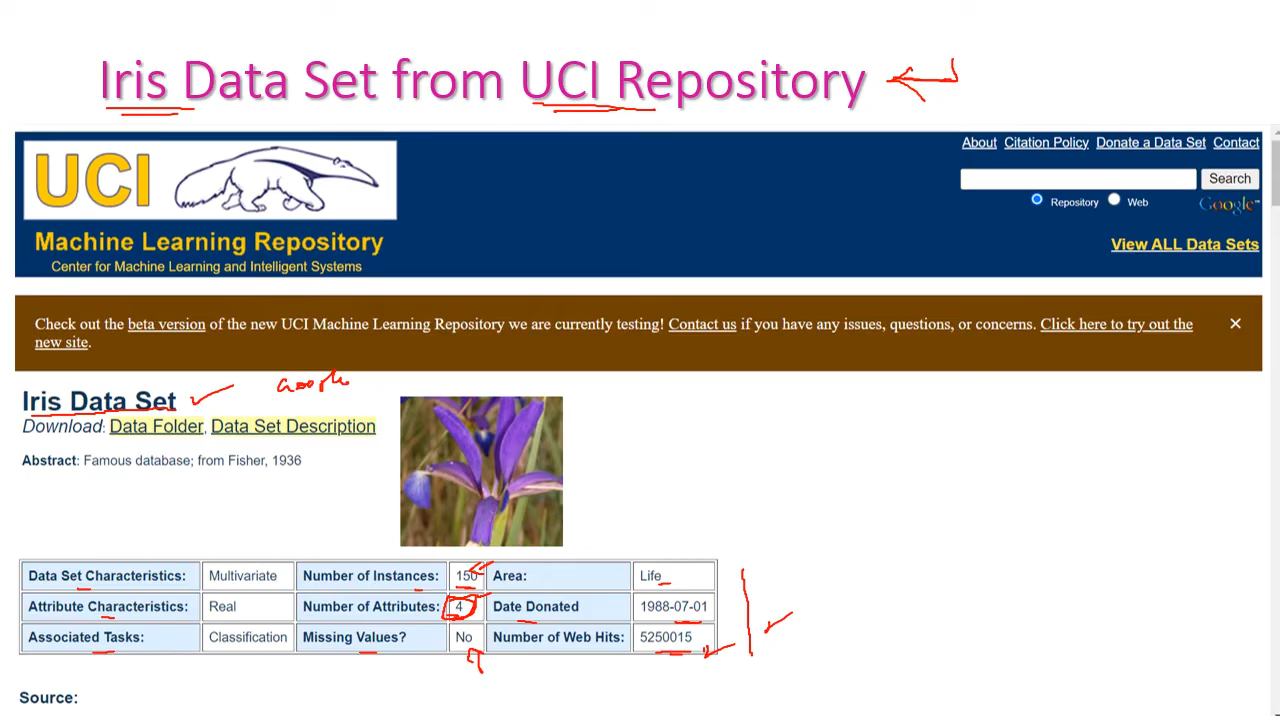 Iris Data Set from UCI Repository
About Citation Policy Donate a Data Set Contact
UCI
Search
Repository Web Google™
Machine Learning Repository
View ALL Data Sets
Center for Machine Learning and Intelligent Systems
Check out the beta version of the new UCI Machine Learning Repository we are currently testing! Contact us if you have any issues, questions, or concerns. Click here to try out the
new site.
×
Google
Iris Data Set
Download: Data Folder, Data Set Description
Abstract: Famous database; from Fisher, 1936
Data Set Characteristics: Multivariate Number of Instances: 150 Area: Life
Attribute Characteristics: Real Number of Attributes: 4 Date Donated 1988-07-01
Associated Tasks: Classification Missing Values? No Number of Web Hits: 5250015
Source: